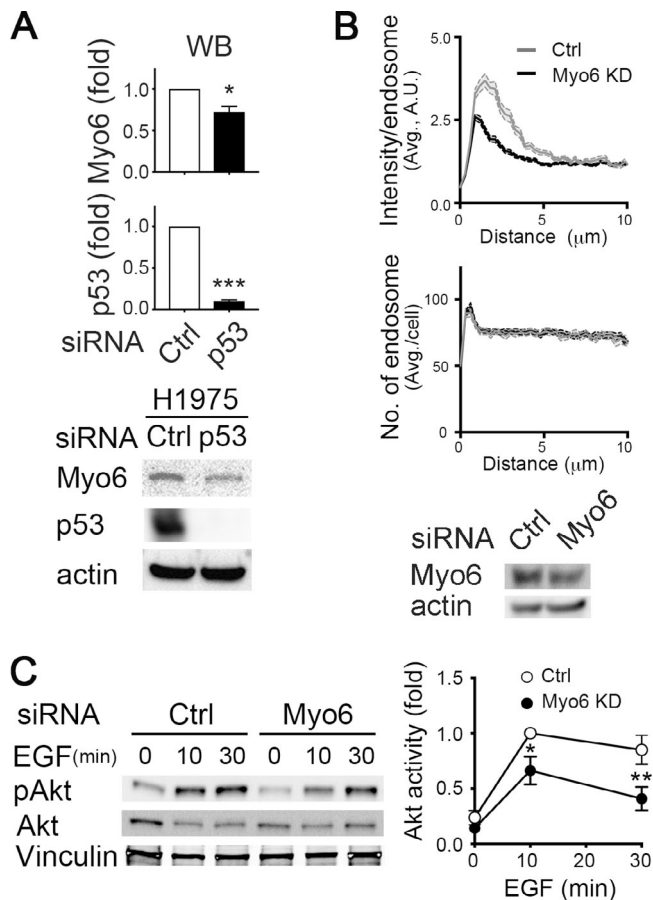 A
WB
Myo6 (fold)
1.0
0.5
0.0
*
p53 (fold)
1.0
0.5
0.0
***
siRNA
Ctrl
p53
H1975
siRNA Ctrl p53
Myo6
p53
actin
B
Intensity/endosome
(Avg., A.U.)
5.0
2.5
0.0
Ctrl
Myo6 KD
0 5 10
Distance (μm)
No. of endosome
(Avg./cell)
100
50
0
0 5 10
Distance (μm)
siRNA
Ctrl
Myo6
Myo6
actin
C
siRNA Ctrl Myo6
EGF(min) 0 10 30 0 10 30
pAkt
Akt
Vinculin
Akt activity (fold)
1.5
1.0
0.5
0.0
Ctrl
Myo6 KD
*
**
0 10 20 30
EGF (min)